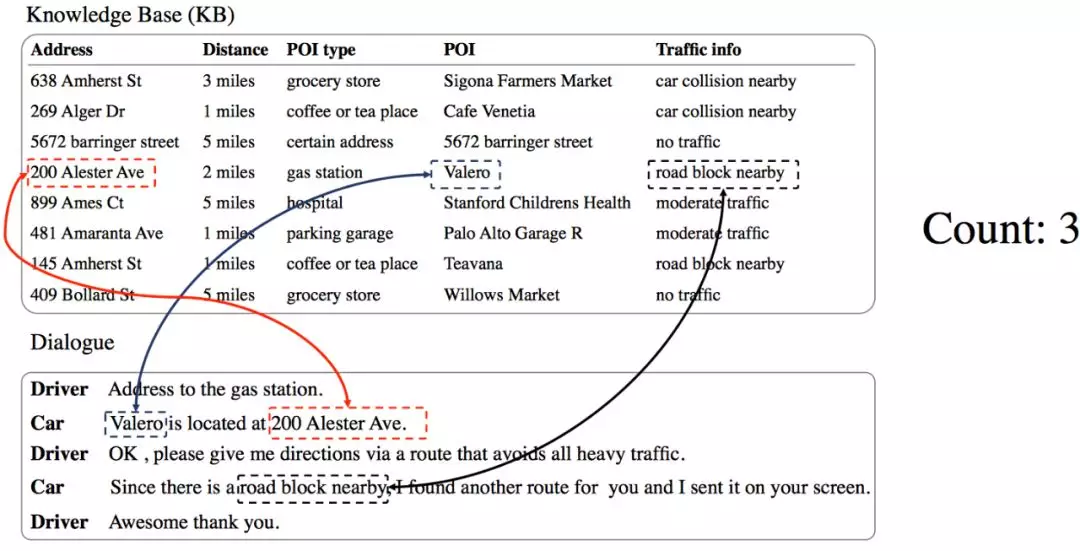 Knowledge Base (KB)
Address Distance POI type POI Traffic info
638 Amherst St 3 miles grocery store Sigona Farmers Market car collision nearby
269 Alger Dr 1 miles coffee or tea place Cafe Venetia car collision nearby
5672 barringer street 5 miles certain address 5672 barringer street no traffic
200 Alester Ave 2 miles gas station Valero road block nearby
899 Ames Ct 5 miles hospital Stanford Childrens Health moderate traffic
481 Amaranta Ave 1 miles parking garage Palo Alto Garage R moderate traffic
145 Amherst St 1 miles coffee or tea place Teavana road block nearby
409 Bollard St 5 miles grocery store Willows Market no traffic
Count: 3
Dialogue
Driver Address to the gas station.
Car Valero is located at 200 Alester Ave.
Driver OK , please give me directions via a route that avoids all heavy traffic.
Car Since there is a road block nearby, I found another route for you and I sent it on your screen.
Driver Awesome thank you.